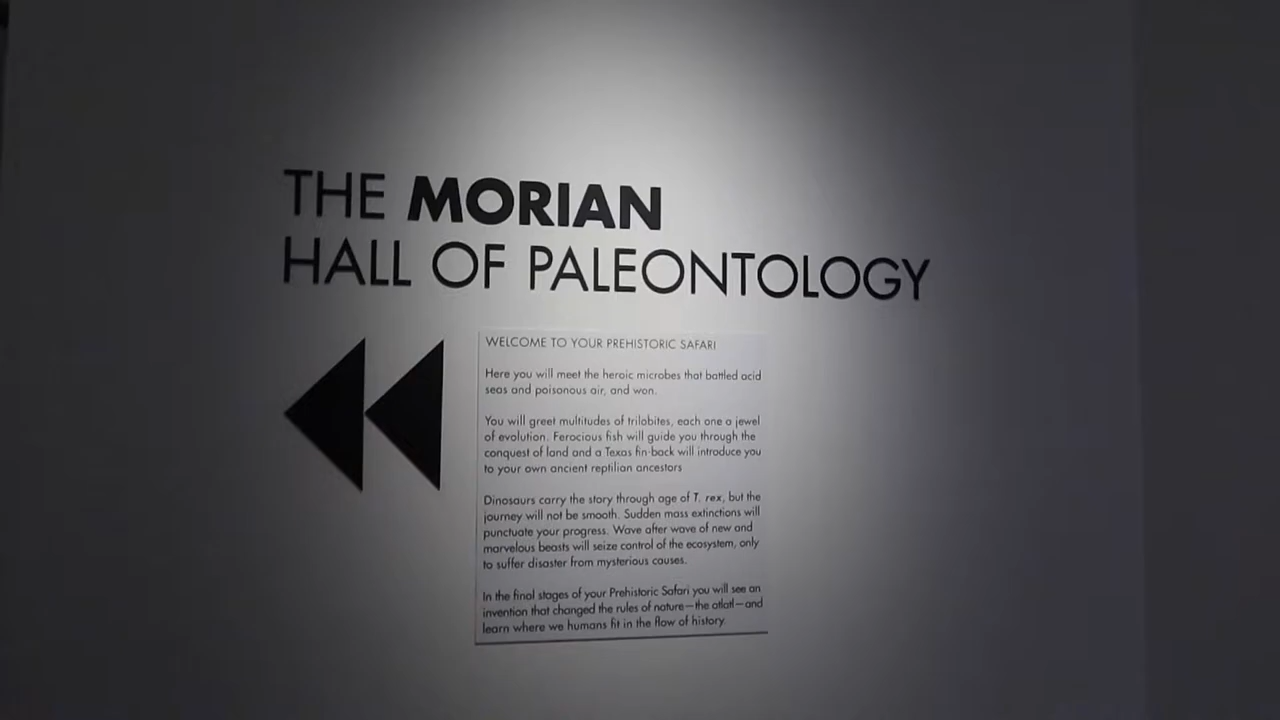 THE MORIAN
HALL OF PALEONTOLOGY
WELCOME TO YOUR PREHISTORIC SAFARI
Here you will meet the heroic microbes that battled acid
seas and poisonous air, and won.
You will greet multitudes of trilobites, each one a jewel
of evolution. Ferocious fish will guide you through the
conquest of land and a Texas fin-back will introduce you
to your own ancient reptilian ancestors
Dinosaurs carry the story through age of T. rex, but the
journey will not be smooth. Sudden mass extinctions will
punctuate your progress. Wave after wave of new and
marvelous beasts will seize control of the ecosystem, only
to suffer disaster from mysterious causes.
In the final stages of your Prehistoric Safari you will see an
invention that changed the rules of nature—the atlatl—and
learn where we humans fit in the flow of history.